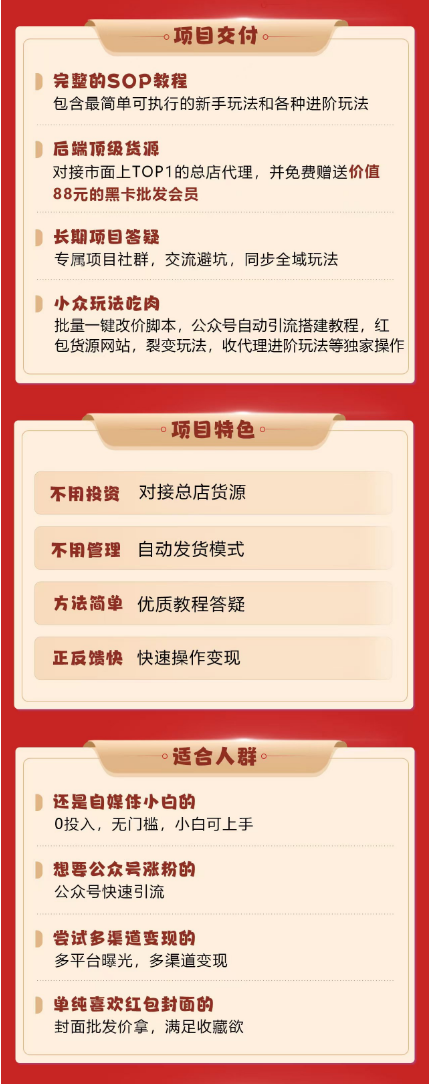 项目交付
完整的SOP教程
包含最简单可执行的新手玩法和各种进阶玩法
后端顶级货源
对接市面上TOP1的总店代理，并免费赠送价值
88元的黑卡批发会员
长期项目答疑
专属项目社群，交流避坑，同步全域玩法
小众玩法吃肉
批量一键改价脚本，公众号自动引流搭建教程，红
包货源网站，裂变玩法，收代理进阶玩法等独家操作
项目特色
不用投资 对接总店货源
不用管理 自动发货模式
方法简单 优质教程答疑
正反馈快 快速操作变现
适合人群
还是自媒体小白的
0投入，无门槛，小白可上手
想要公众号涨粉的
公众号快速引流
尝试多渠道变现的
多平台曝光，多渠道变现
单纯喜欢红包封面的
封面批发价拿，满足收藏欲